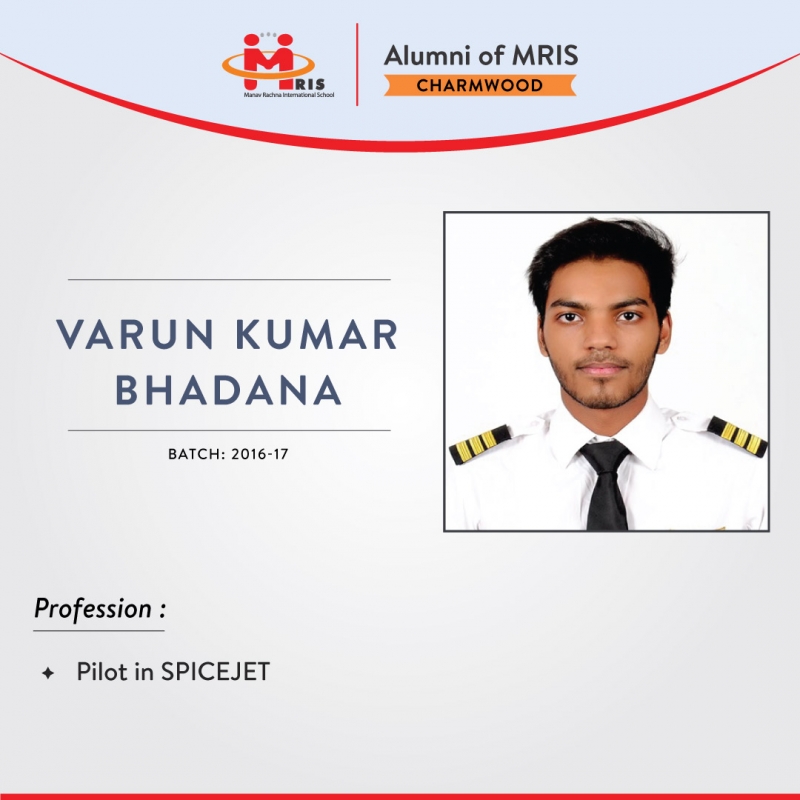 MRIS
Manav Rachna International School
Alumni of MRIS
CHARMWOOD
VARUN KUMAR
BHADANA
BATCH: 2016-17
Profession :
Pilot in SPICEJET